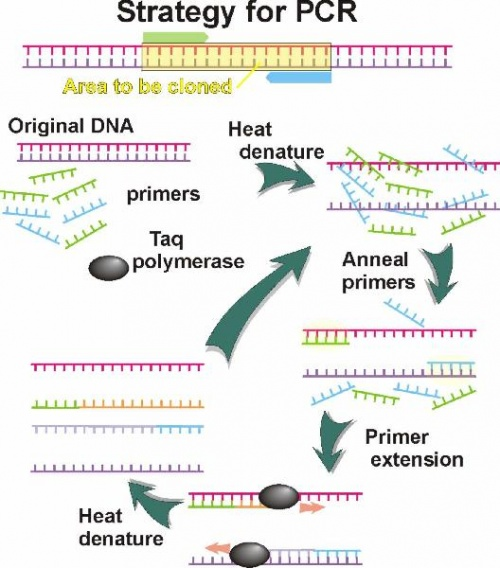 Strategy for PCR
Area to be cloned
Original DNA
primers
Taq
polymerase
Heat
denature
Anneal
primers
Primer
extension
Heat
denature